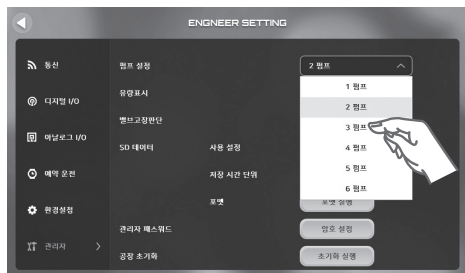 ENGNEER SETTING
통신
디지털 I/O
아날로그 I/O
예약 운전
환경설정
관리자 >
펌프 설정
2 펌프
유량표시
밸브고장판단
SD 데이터
사용 설정
저장 시간 단위
포맷
포맷 실행
관리자 패스워드
암호 설정
공장 초기화
초기화 실행
1 펌프
2 펌프
3 펌프
4 펌프
5 펌프
6 펌프